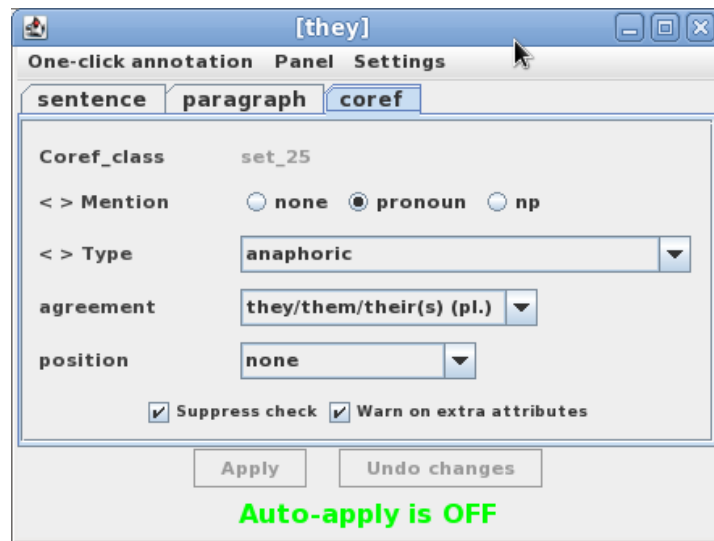 [they]
One-click annotation Panel Settings
sentence paragraph coref
Coref_class set_25
< > Mention none pronoun np
< > Type anaphoric
agreement they/them/their(s) (pl.)
position none
Suppress check Warn on extra attributes
Apply Undo changes
Auto-apply is OFF